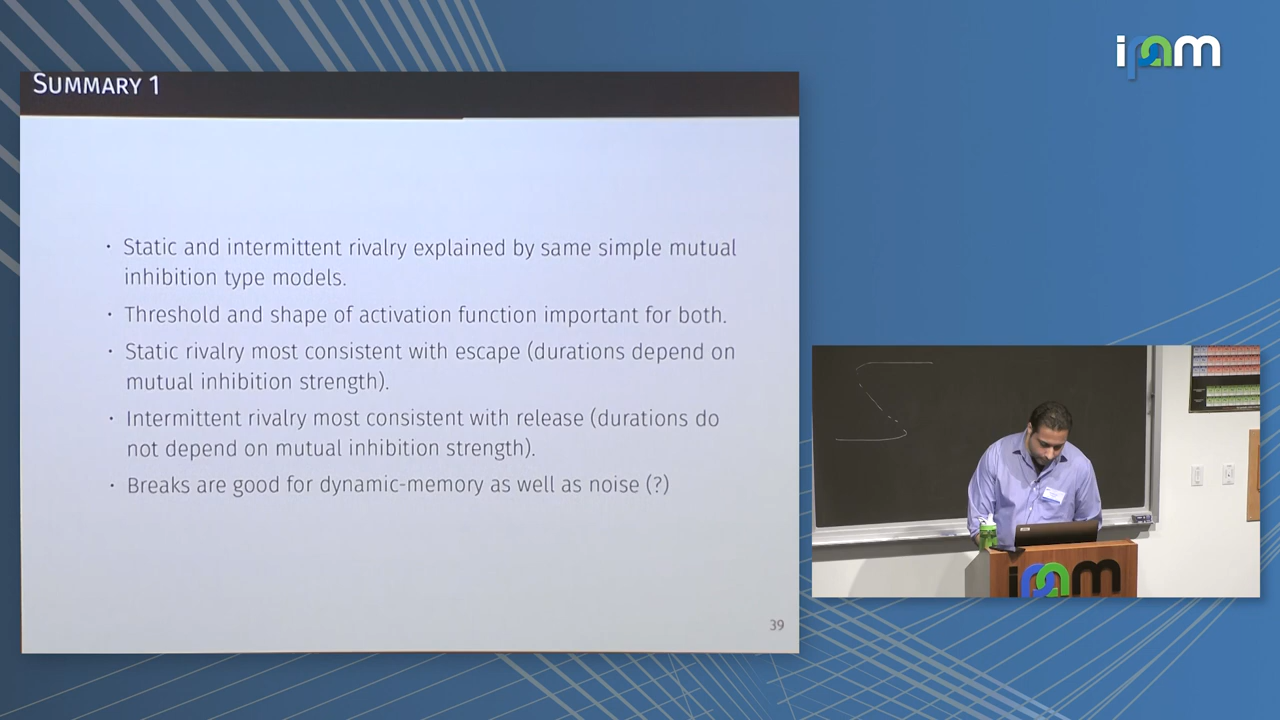 ipam
SUMMARY 1
· Static and intermittent rivalry explained by same simple mutual
inhibition type models.
· Threshold and shape of activation function important for both.
· Static rivalry most consistent with escape (durations depend on
mutual inhibition strength).
· Intermittent rivalry most consistent with release (durations do
not depend on mutual inhibition strength).
· Breaks are good for dynamic-memory as well as noise (?)
39
ipam